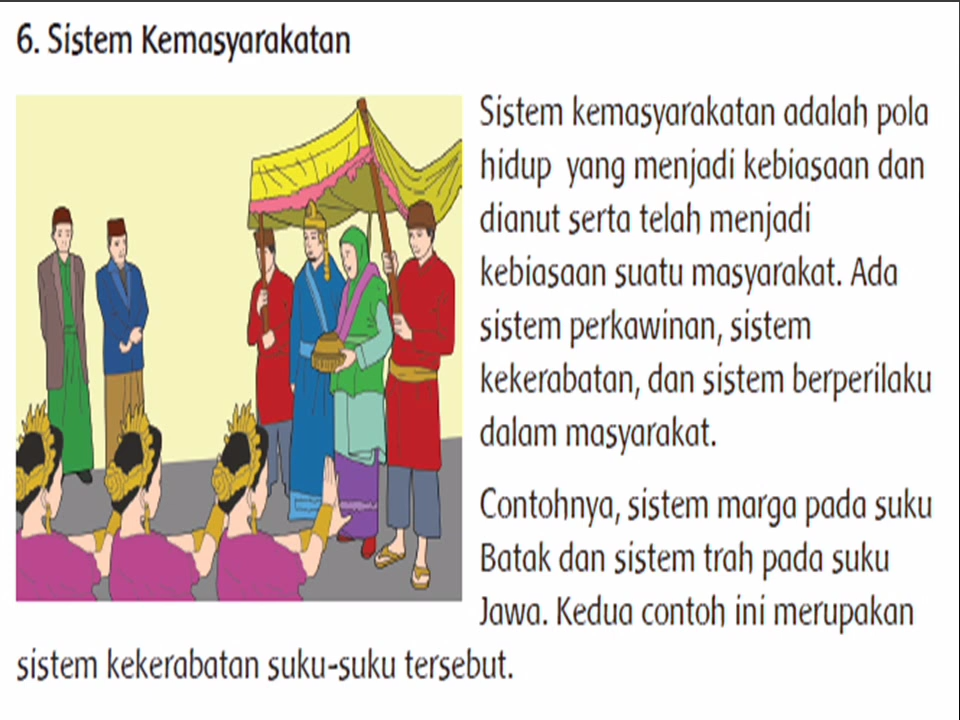 6. Sistem Kemasyarakatan
Sistem kemasyarakatan adalah pola
hidup yang menjadi kebiasaan dan
dianut serta telah menjadi
kebiasaan suatu masyarakat. Ada
sistem perkawinan, sistem
kekerabatan, dan sistem berperilaku
dalam masyarakat.
Contohnya, sistem marga pada suku
Batak dan sistem trah pada suku
Jawa. Kedua contoh ini merupakan
sistem kekerabatan suku-suku tersebut.